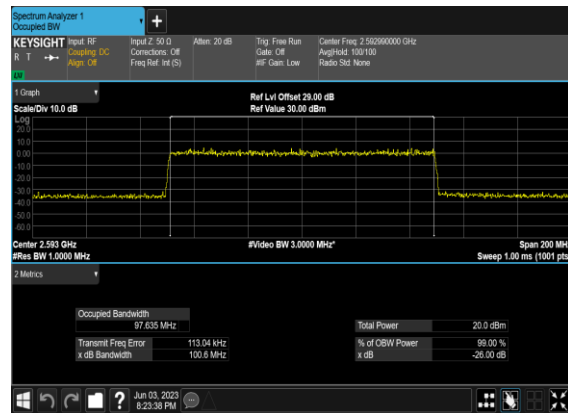 Spectrum Analyzer 1
Occupied BW
+
KEYSIGHT
R T
LW
Input: RF
Coupling: DC
Align: Off
Input Z: 50 Ω
Corrections: Off
Freq Ref: Int (S)
Atten: 20 dB
Trig: Free Run
Gate: Off
#IF Gain: Low
Center Freq: 2.592990000 GHz
Avg|Hold: 100/100
Radio Std: None
1 Graph
Scale/Div 10.0 dB
Ref Lvl Offset 29.00 dB
Ref Value 30.00 dBm
Log
20.0
10.0
0.00
-10.0
-20.0
-30.0
-40.0
-50.0
-60.0
Center 2.593 GHz
#Res BW 1.0000 MHz
#Video BW 3.0000 MHz*
Span 200 MH
Sweep 1.00 ms (1001 pts
2 Metrics
Occupied Bandwidth
97.635 MHz
Transmit Freq Error 113.04 kHz
x dB Bandwidth 100.6 MHz
Total Power 20.0 dBm
% of OBW Power 99.00 %
x dB -26.00 dB
?
Jun 03, 2023
8:23:38 PM